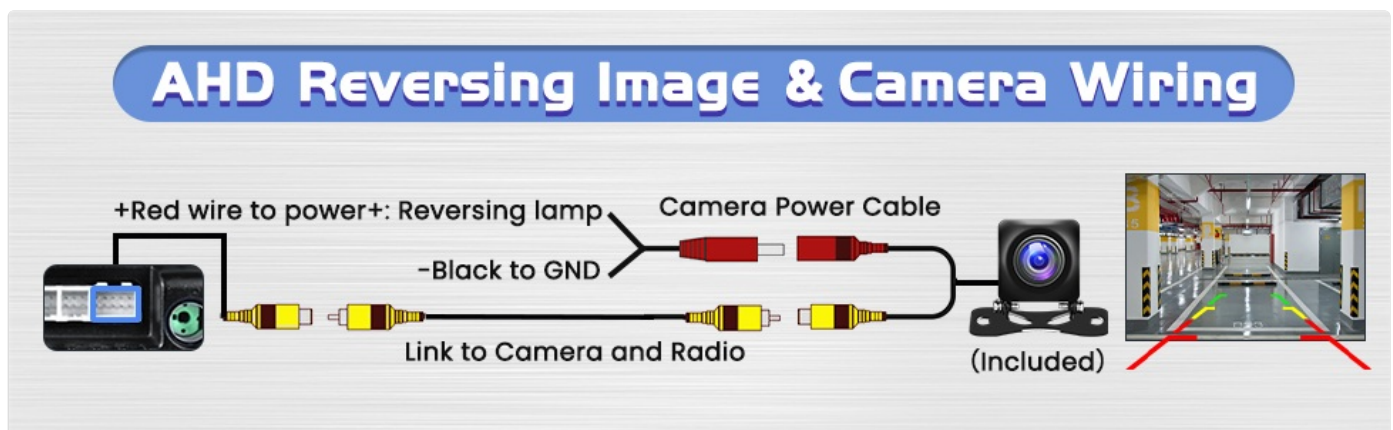 AHD Reversing Image & Camera Wiring
+Red wire to power+: Reversing lamp
Camera Power Cable
-Black to GND
Link to Camera and Radio
(Included)